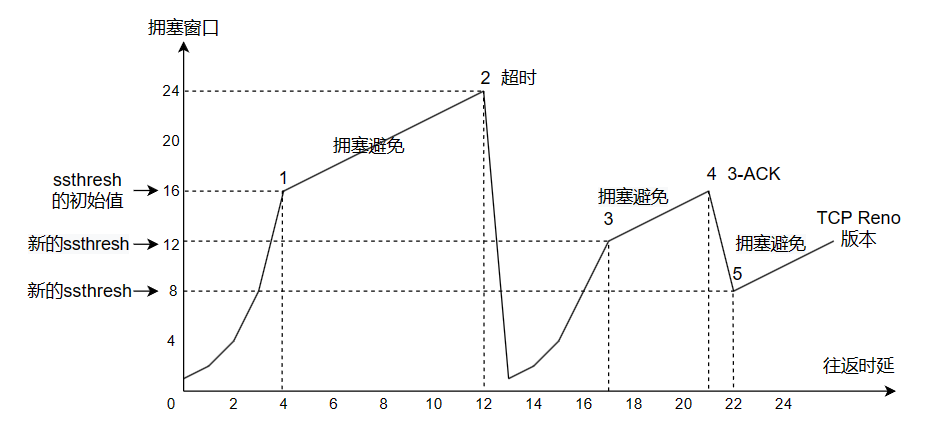 拥塞窗口
24
20
16
12
8
4
ssthresh
的初始值
新的ssthresh
新的ssthresh
1
拥塞避免
2 超时
拥塞避免
3
4 3-ACK
拥塞避免
5
TCP Reno
版本
往返时延
0 2 4 6 8 10 12 14 16 18 20 22 24